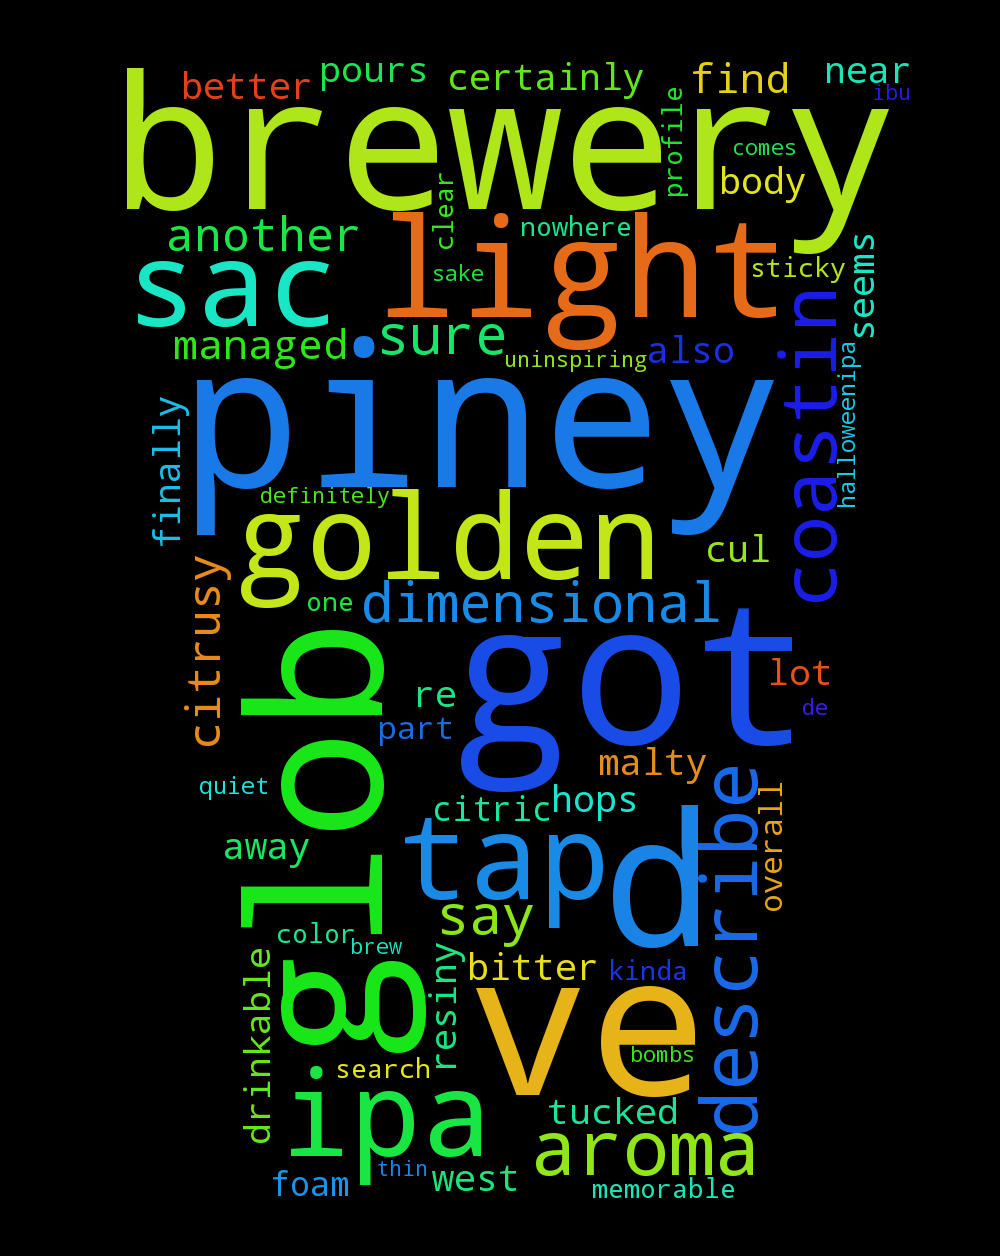 better
pours
certainly
find
near
ibu
brewery
profile
comes
body
clear
another
nowhere
light
sac
sake
sticky
seems
managed
sure
uninspiring
also
coastin
halloweenipa
piney
finally
definitely
golden
cul
citrusy
one
dimensional
glob
got
re
lot
de
part
malty
quiet
citric
hops
away
tap
d
describe
overall
say
color
brew
resiny
bitter
kinda
drinkable
ve
bombs
search
ipa
tucked
aroma
foam
thin
west
memorable